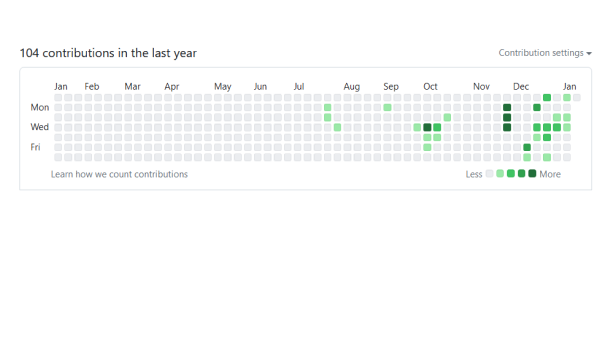 104 contributions in the last year
Contribution settings
Jan Feb Mar Apr May Jun Jul Aug Sep Oct Nov Dec Jan
Mon
Wed
Fri
Learn how we count contributions
Less More